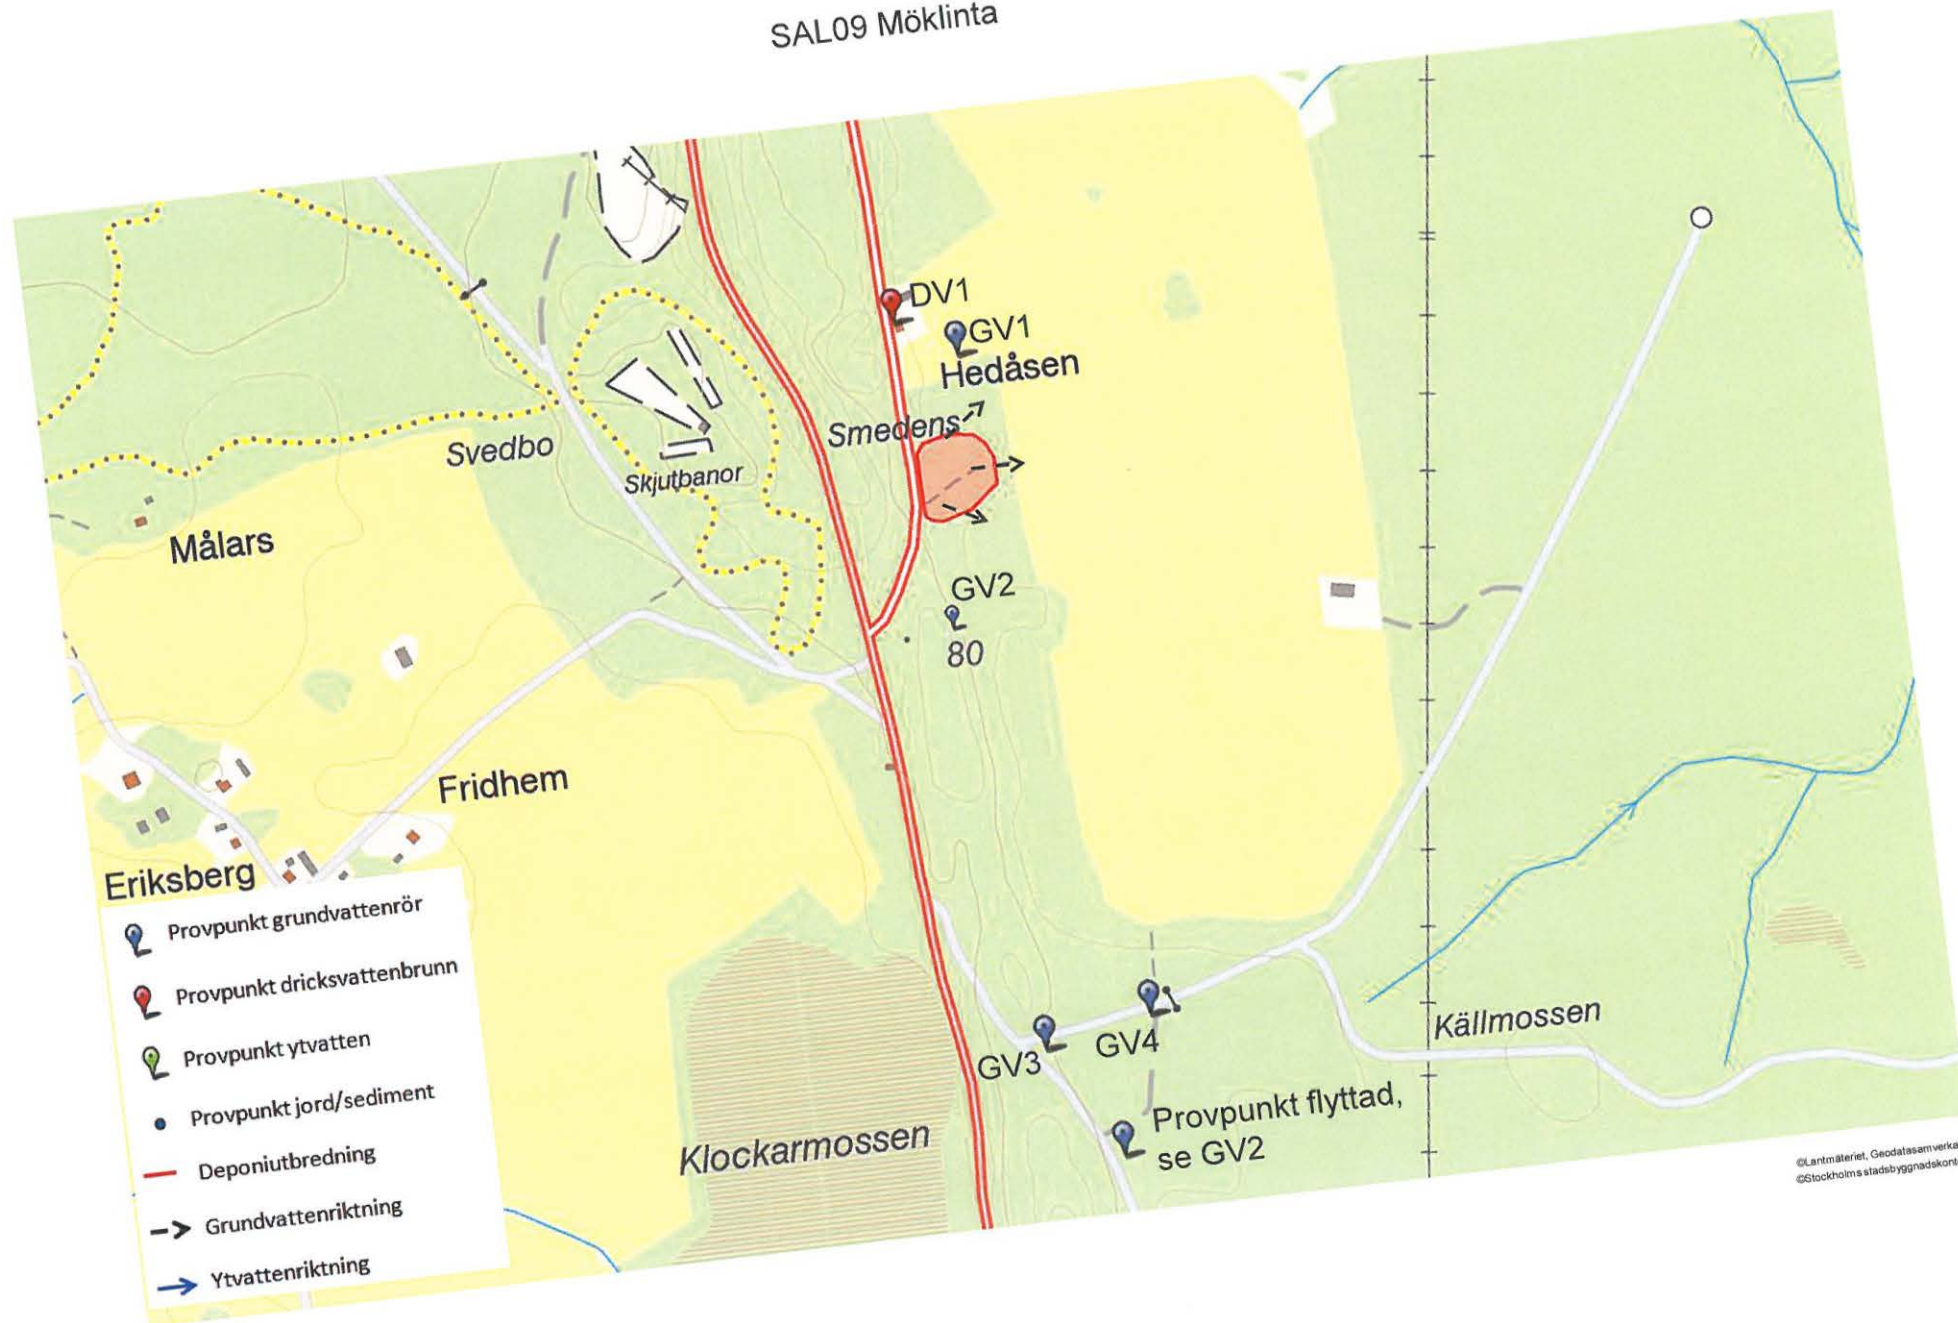 SAL09 Möklinta
DV1
GV1
Hedåsen
Smedens
Svedbo
Skjutbanor
Målars
GV2
80
Fridhem
Eriksberg
Provpunkt grundvattenrör
Provpunkt dricksvattenbrunn
Provpunkt ytvatten
Provpunkt jord/sediment
Deponiutbredning
Grundvattenriktning
Ytvattenriktning
Källmossen
GV4
GV3
Provpunkt flyttad,
se GV2
Klockarmossen
©Lantmäteriet, Geodatasamverka
©Stockholms stadsbyggnadskont